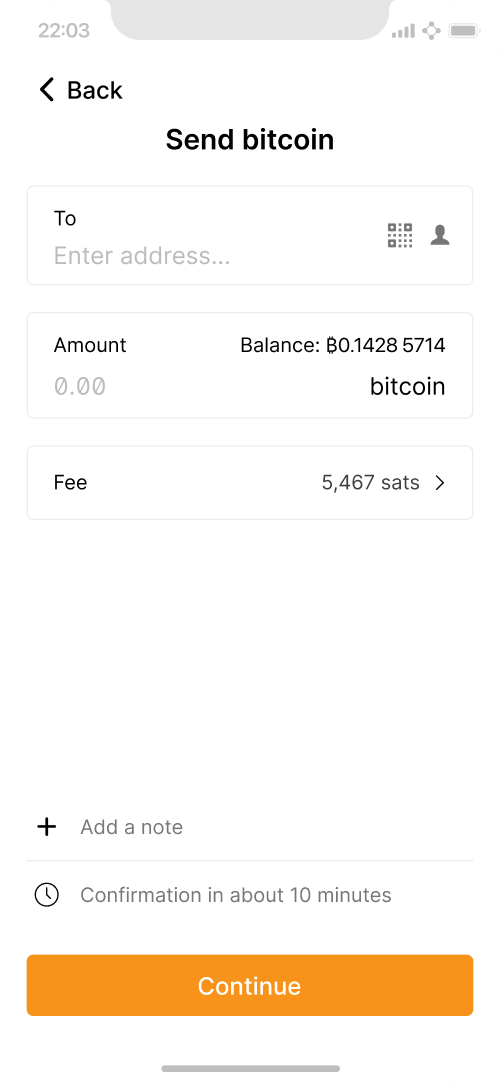 22:03
Back
Send bitcoin
To
Enter address...
Amount
Balance: ₿0.1428 5714
0.00
bitcoin
Fee
5,467 sats
Add a note
Confirmation in about 10 minutes
Continue